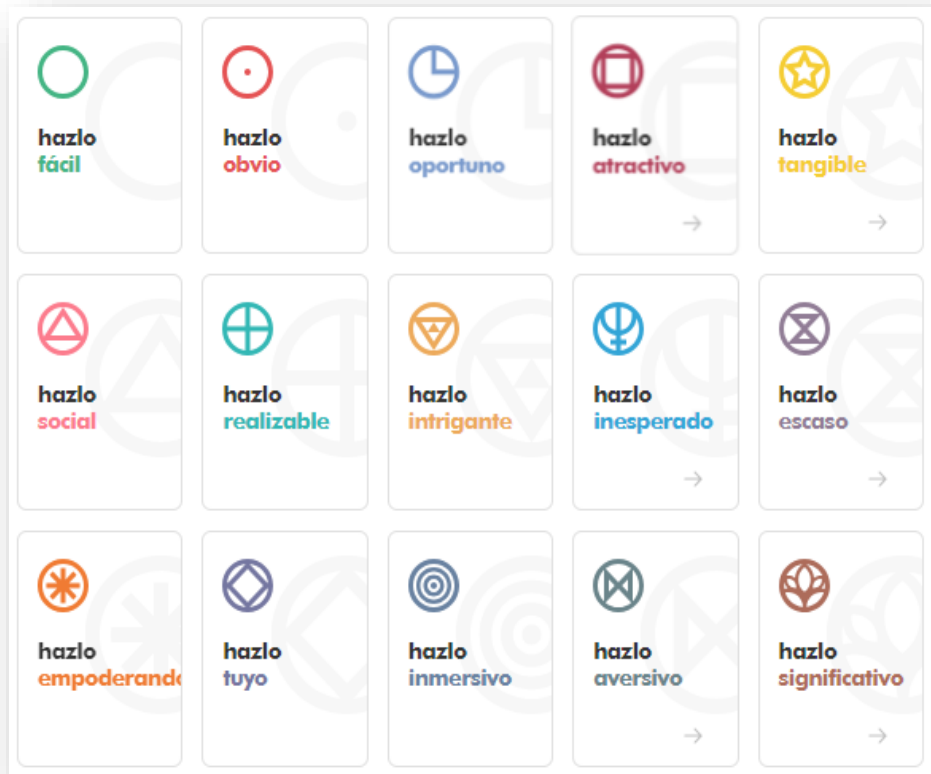 hazlo
fácil
hazlo
obvio
hazlo
oportuno
hazlo
atractivo
hazlo
tangible
hazlo
social
hazlo
realizable
hazlo
intrigante
hazlo
inesperado
hazlo
escaso
hazlo
empoderando
hazlo
tuyo
hazlo
inmersivo
hazlo
aversivo
hazlo
significativo